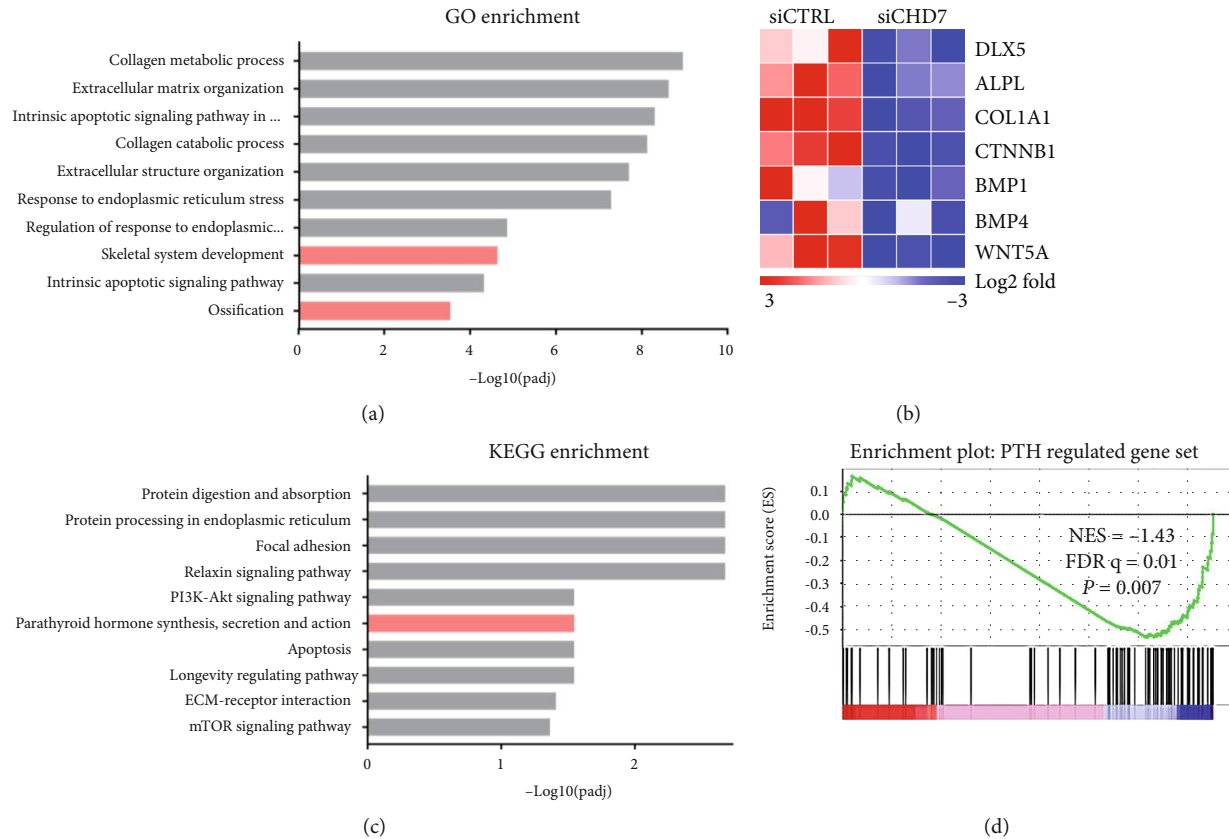 GO enrichment
Collagen metabolic process
Extracellular matrix organization
Intrinsic apoptotic signaling pathway in ...
Collagen catabolic process
Extracellular structure organization
Response to endoplasmic reticulum stress
Regulation of response to endoplasmic...
Skeletal system development
Intrinsic apoptotic signaling pathway
Ossification
0 2 4 6 8 10
–Log10(padj)
(a)
siCTRL siCHD7
DLX5
ALPL
COL1A1
CTNNB1
BMP1
BMP4
WNT5A
Log2 fold
3 –3
(b)
KEGG enrichment
Protein digestion and absorption
Protein processing in endoplasmic reticulum
Focal adhesion
Relaxin signaling pathway
PI3K-Akt signaling pathway
Parathyroid hormone synthesis, secretion and action
Apoptosis
Longevity regulating pathway
ECM-receptor interaction
mTOR signaling pathway
0 1 2
–Log10(padj)
(c)
Enrichment plot: PTH regulated gene set
Enrichment score (ES)
0.1
0.0
-0.1
-0.2
-0.3
-0.4
-0.5
NES = –1.43
FDR q = 0.01
P = 0.007
(d)